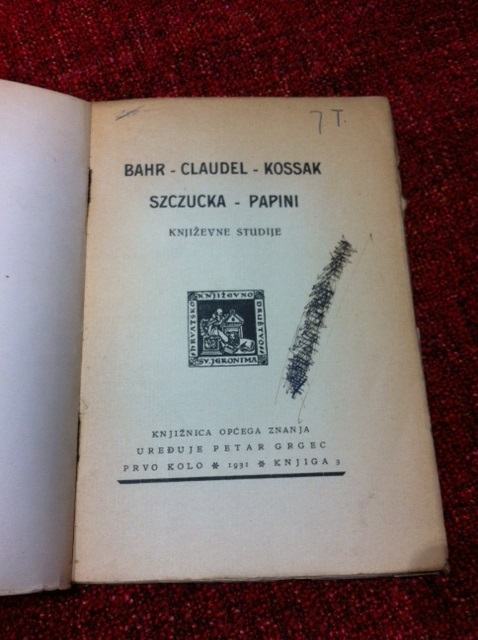 7 T.
BAHR - CLAUDEL - KOSSAK
SZCZUCKA - PAPINI
KNJIŽEVNE STUDIJE
HRVATSKO KNJIŽEVNO DRUŠTVO
SV. JERONIMA
KNJIŽNICA OPĆEGA ZNANJA
UREĐUJE PETAR GRGEC
PRVO KOLO * 1931 * KNJIGA 3